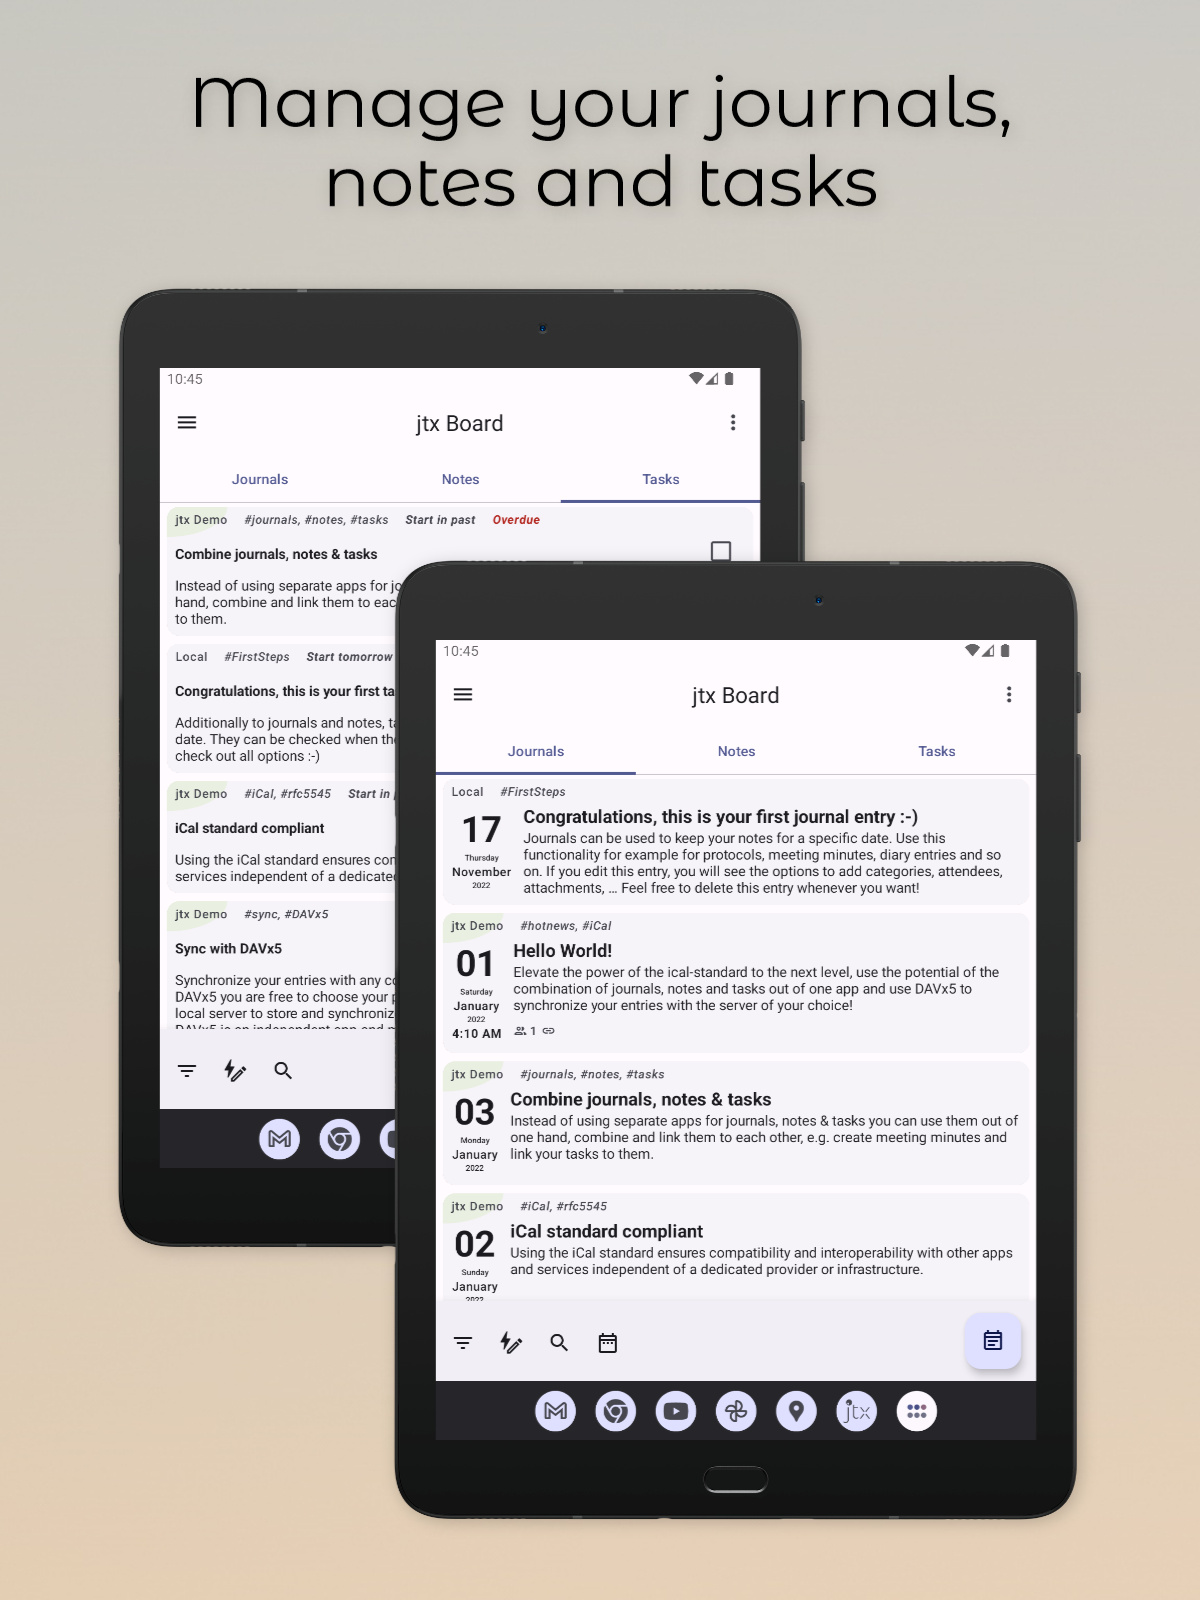 Manage your journals,
notes and tasks
10:45
jtx Board
Journals
Notes
Tasks
jtx Demo #journals, #notes, #tasks Start in past Overdue
Combine journals, notes & tasks
Instead of using separate apps for jo
hand, combine and link them to eac
to them.
Local #FirstSteps Start tomorrow
Congratulations, this is your first ta
Additionally to journals and notes, ta
date. They can be checked when the
check out all options :-)
jtx Demo #iCal, #rfc5545 Start in
iCal standard compliant
Using the iCal standard ensures con
services independent of a dedicated
jtx Demo #sync, #DAVx5
Sync with DAVx5
Synchronize your entries with any co
DAVx5 you are free to choose your p
local server to store and synchroniz
DAVx5 is an independent app and m
10:45
jtx Board
Journals
Notes
Tasks
Local #FirstSteps
17
Thursday
November
2022
Congratulations, this is your first journal entry :-)
Journals can be used to keep your notes for a specific date. Use this
functionality for example for protocols, meeting minutes, diary entries and so
on. If you edit this entry, you will see the options to add categories, attendees,
attachments, … Feel free to delete this entry whenever you want!
jtx Demo #hotnews, #iCal
01
Saturday
January
2022
4:10 AM
Hello World!
Elevate the power of the ical-standard to the next level, use the potential of the
combination of journals, notes and tasks out of one app and use DAVx5 to
synchronize your entries with the server of your choice!
1
jtx Demo #journals, #notes, #tasks
03
Monday
January
2022
Combine journals, notes & tasks
Instead of using separate apps for journals, notes & tasks you can use them out of
one hand, combine and link them to each other, e.g. create meeting minutes and
link your tasks to them.
jtx Demo #iCal, #rfc5545
02
Sunday
January
2022
iCal standard compliant
Using the iCal standard ensures compatibility and interoperability with other apps
and services independent of a dedicated provider or infrastructure.
jtx